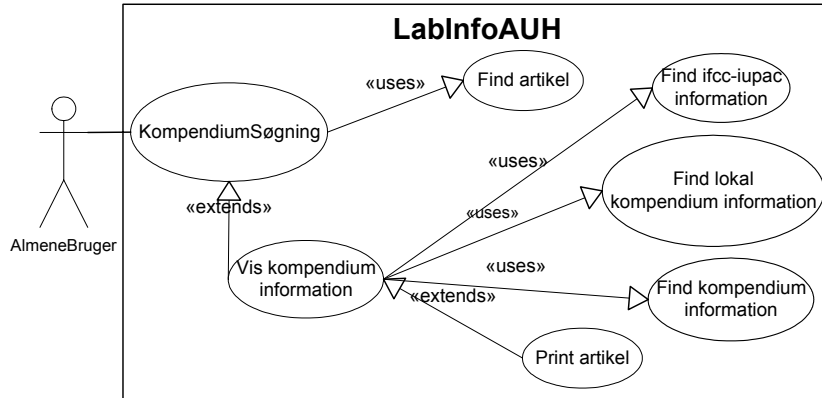 LabInfoAUH
«uses»
Find artikel
Find ifcc-iupac
information
KompendiumSøgning
«uses»
Find lokal
kompendium information
«extends»
«uses»
AlmeneBruger
Vis kompendium
information
«uses»
Find kompendium
information
«extends»
Print artikel